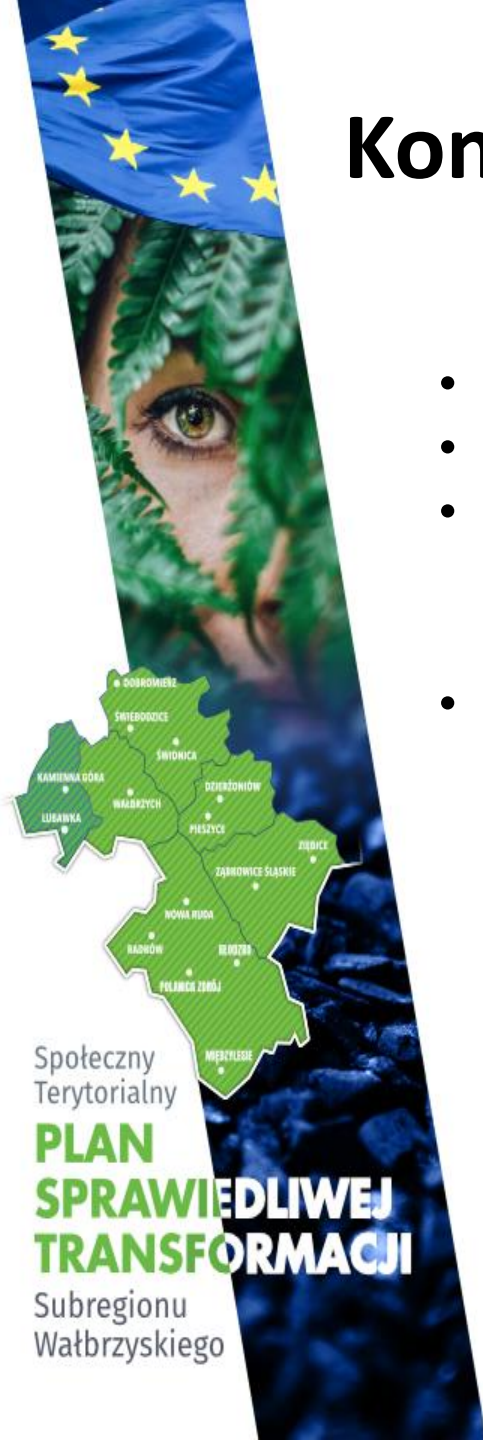 Kon
•
•
•
•
DOBROMIERZ
ŚWIEBODZICE
ŚWIDNICA
KAMIENNA GÓRA
DZIERŻONIÓW
WAŁBRZYCH
LUBAWKA
PIESZYCE
ZIĘBICE
ZĄBKOWICE ŚLĄSKIE
NOWA RUDA
RADKÓW
KŁODZKO
POLANICA ZDRÓJ
MIĘDZYLESIE
Społeczny
Terytorialny
PLAN
SPRAWIEDLIWEJ
TRANSFORMACJI
Subregionu
Wałbrzyskiego